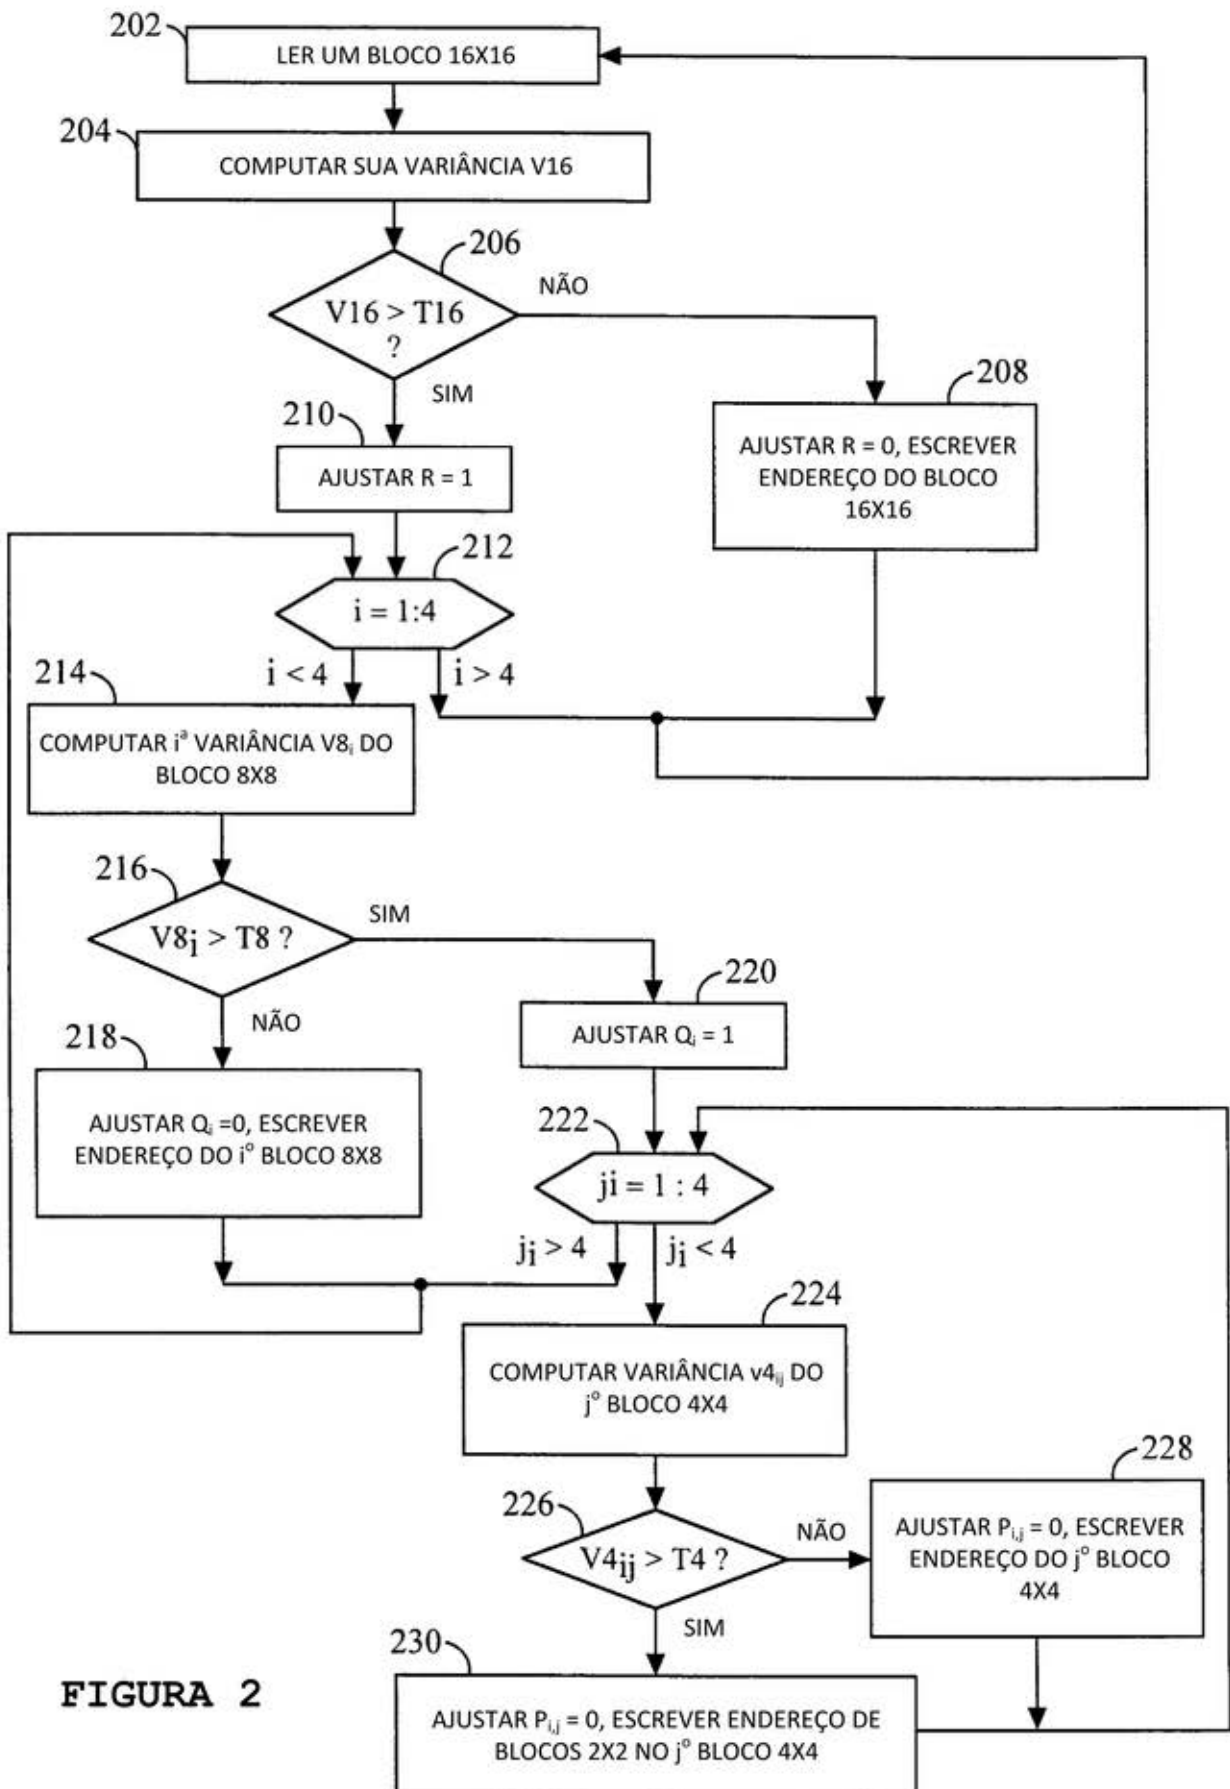 202
LER UM BLOCO 16X16
204
COMPUTAR SUA VARIÂNCIA V16
206
V16 > T16
?
NÃO
SIM
208
AJUSTAR R = 0, ESCREVER
ENDEREÇO DO BLOCO
16X16
210
AJUSTAR R = 1
212
i = 1:4
i < 4
i > 4
214
COMPUTAR iª VARIÂNCIA V8i DO
BLOCO 8X8
216
V8i > T8 ?
SIM
NÃO
218
AJUSTAR Qi =0, ESCREVER
ENDEREÇO DO iº BLOCO 8X8
220
AJUSTAR Qi = 1
222
ji = 1 : 4
ji > 4
ji < 4
224
COMPUTAR VARIÂNCIA v4ij DO
jº BLOCO 4X4
226
V4ij > T4 ?
NÃO
SIM
228
AJUSTAR Pi,j = 0, ESCREVER
ENDEREÇO DO jº BLOCO
4X4
230
AJUSTAR Pi,j = 0, ESCREVER ENDEREÇO DE
BLOCOS 2X2 NO jº BLOCO 4X4
FIGURA 2